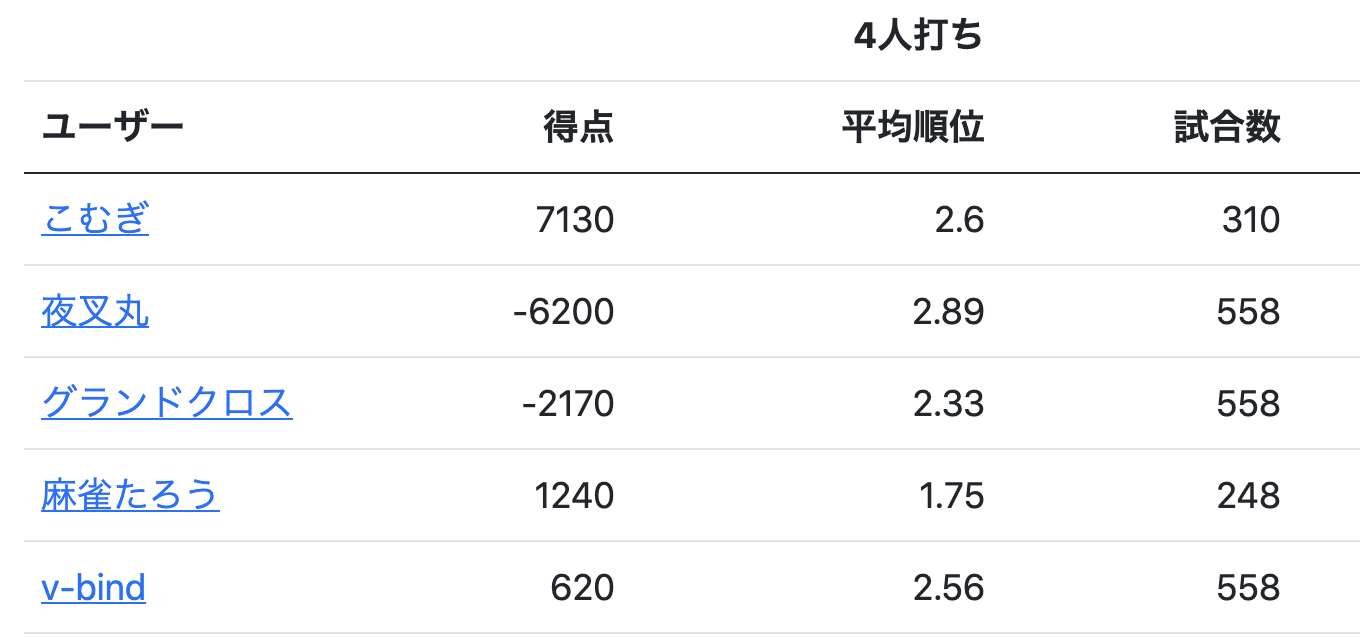 4人打ち
ユーザー 得点 平均順位 試合数
こむぎ 7130 2.6 310
夜叉丸 -6200 2.89 558
グランドクロス -2170 2.33 558
麻雀たろう 1240 1.75 248
v-bind 620 2.56 558